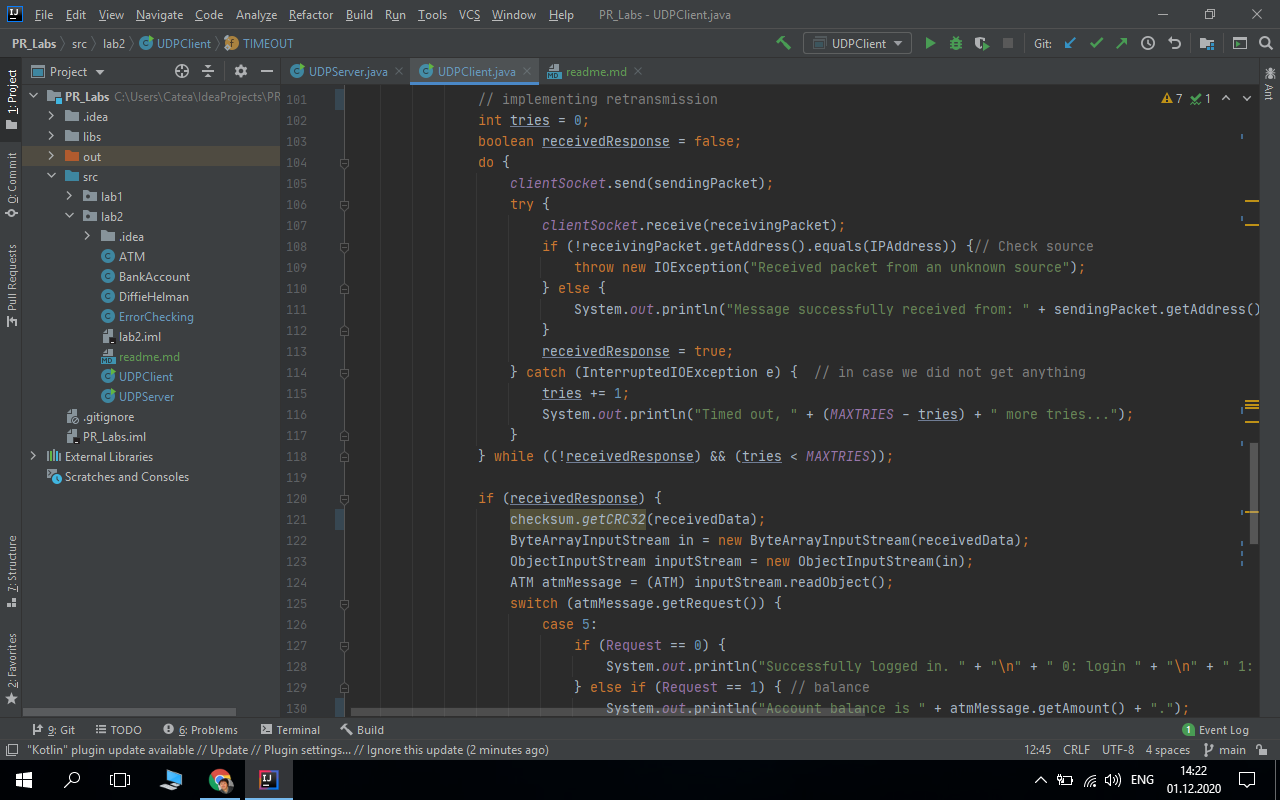 File Edit View Navigate Code Analyze Refactor Build Run Tools VCS Window Help PR_Labs - UDPClient.java
PR_Labs src lab2 UDPClient TIMEOUT UDPClient Git:
Project UDPServer.java UDPClient.java readme.md
1: Project
0: Commit
Pull Requests
7: Structure
2: Favorites
PR_Labs C:\Users\Catea\IdeaProjects\PR
.idea
libs
out
src
lab1
lab2
.idea
ATM
BankAccount
DiffieHelman
ErrorChecking
lab2.iml
readme.md
UDPClient
UDPServer
.gitignore
PR_Labs.iml
External Libraries
Scratches and Consoles
7 1
Ant
101 // implementing retransmission
102 int tries = 0;
103 boolean receivedResponse = false;
104 do {
105 clientSocket.send(sendingPacket);
106 try {
107 clientSocket.receive(receivingPacket);
108 if (!receivingPacket.getAddress().equals(IPAddress)) {// Check source
109 throw new IOException("Received packet from an unknown source");
110 } else {
111 System.out.println("Message successfully received from: " + sendingPacket.getAddress()
112 }
113 receivedResponse = true;
114 } catch (InterruptedIOException e) { // in case we did not get anything
115 tries += 1;
116 System.out.println("Timed out, " + (MAXTRIES - tries) + " more tries...");
117 }
118 } while ((!receivedResponse) && (tries < MAXTRIES));
119
120 if (receivedResponse) {
121 checksum.getCRC32(receivedData);
122 ByteArrayInputStream in = new ByteArrayInputStream(receivedData);
123 ObjectInputStream inputStream = new ObjectInputStream(in);
124 ATM atmMessage = (ATM) inputStream.readObject();
125 switch (atmMessage.getRequest()) {
126 case 5:
127 if (Request == 0) {
128 System.out.println("Successfully logged in. " + "\n" + " 0: login " + "\n" + " 1:
129 } else if (Request == 1) { // balance
130 System.out.println("Account balance is " + atmMessage.getAmount() + ".");
9: Git TODO 6: Problems Terminal Build 1 Event Log
"Kotlin" plugin update available // Update // Plugin settings... // Ignore this update (2 minutes ago) 12:45 CRLF UTF-8 4 spaces main
ENG
14:22
01.12.2020